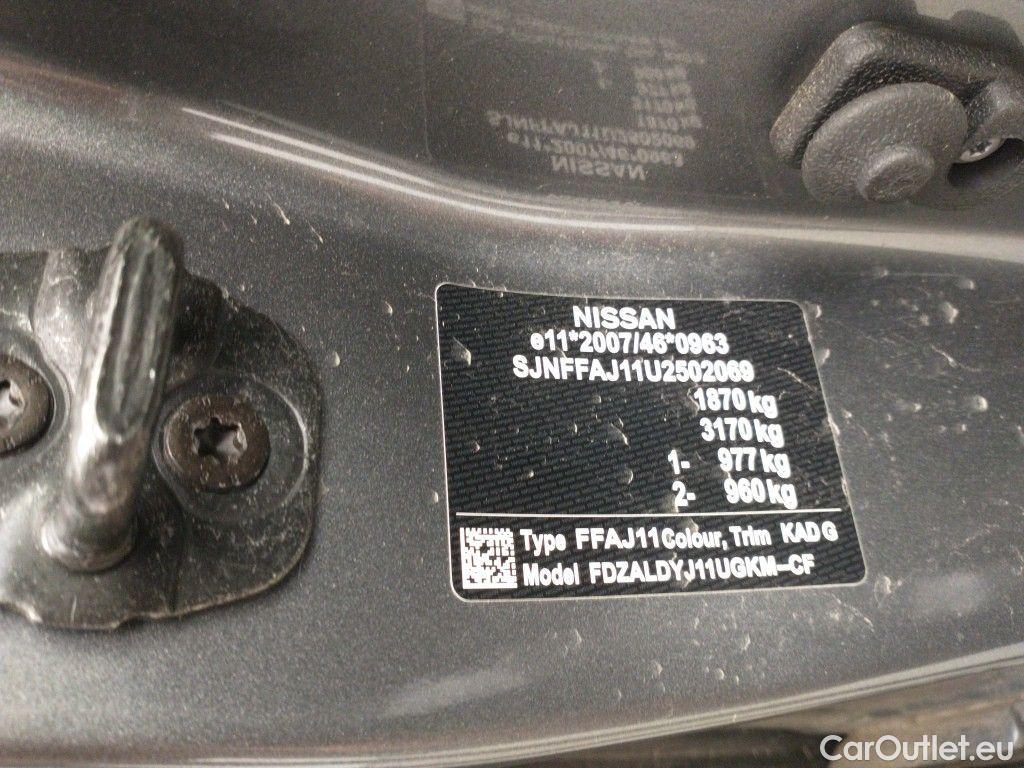 NISSAN
e11*2007/46*0963
SJNFFAJ11U2502069
1870 kg
3170 kg
1- 977 kg
2- 960 kg
Type FFAJ11 Colour, Trim KAD G
Model FDZALDYJ11UGKM-CF
CarOutlet.eu